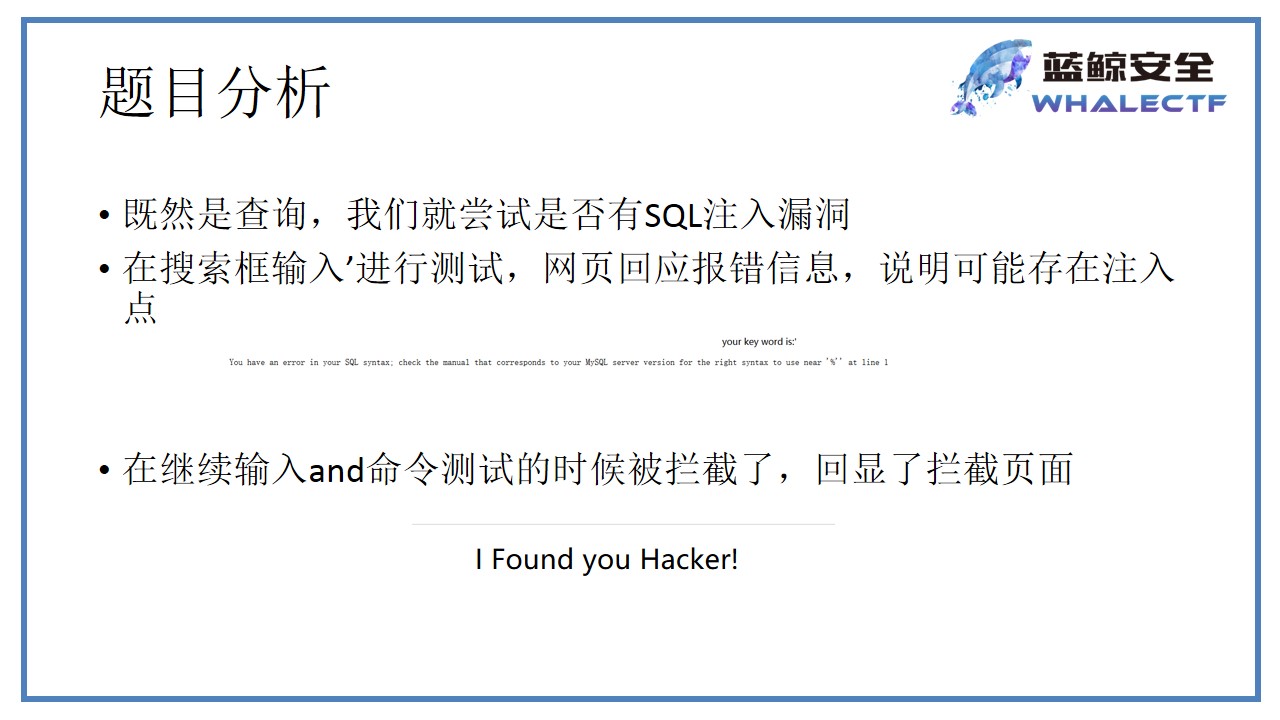 题目分析
蓝鲸安全
WHALECTF
• 既然是查询，我们就尝试是否有SQL注入漏洞
• 在搜索框输入’进行测试，网页回应报错信息，说明可能存在注入
点
your key word is:'
You have an error in your SQL syntax; check the manual that corresponds to your MySQL server version for the right syntax to use near '%'' at line 1
• 在继续输入and命令测试的时候被拦截了，回显了拦截页面
I Found you Hacker!